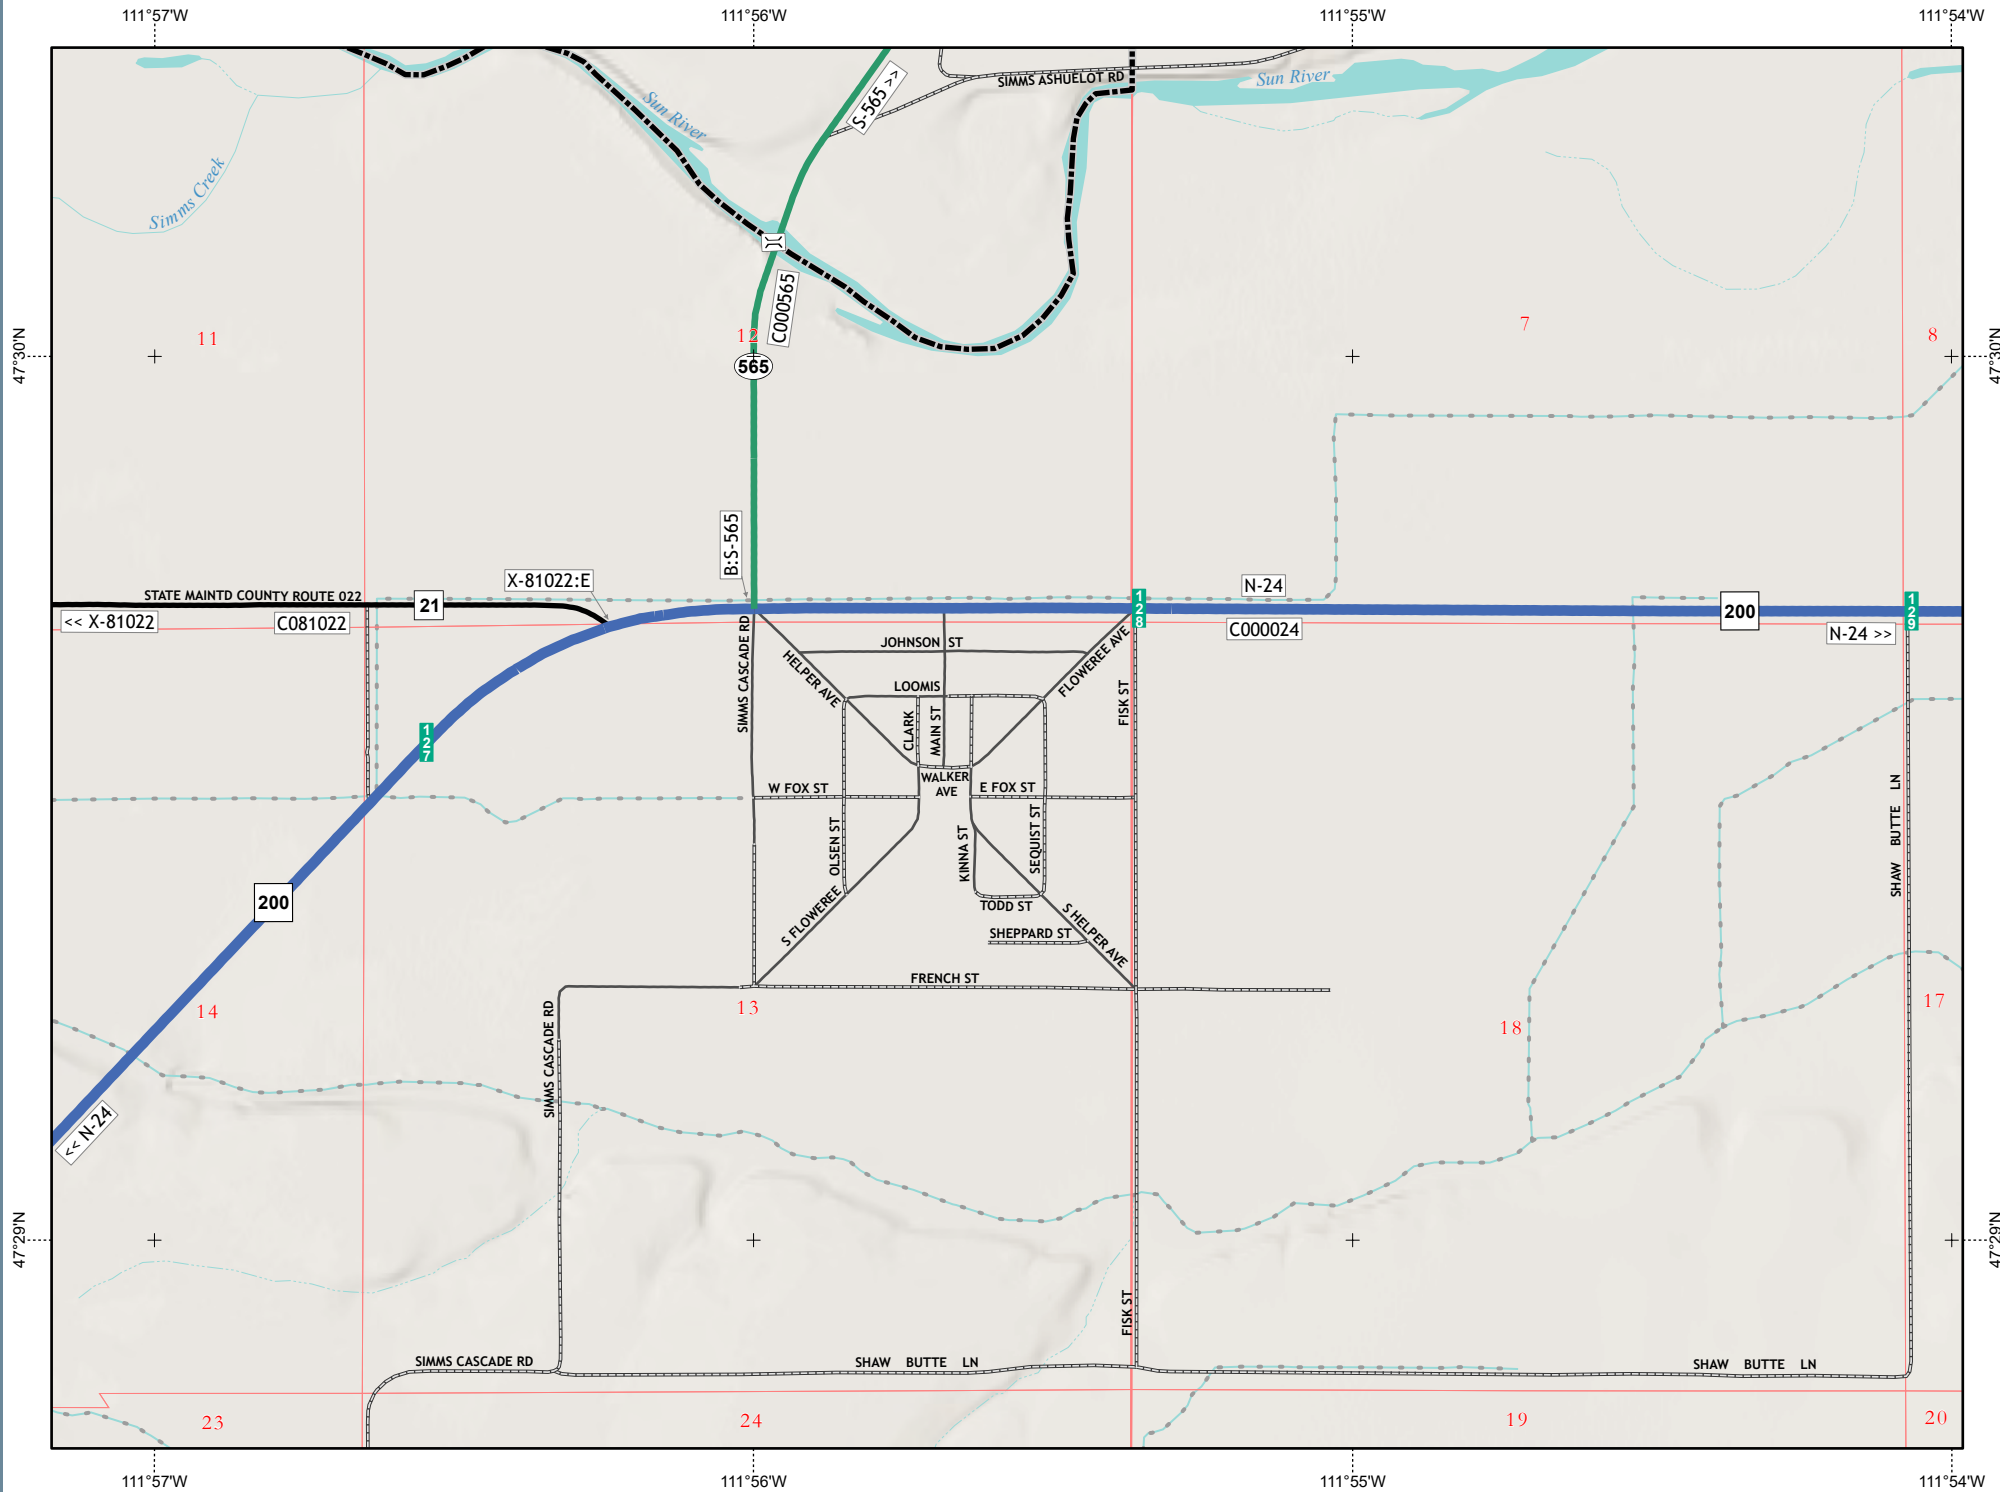 111°57'W
111°56'W
111°55'W
111°54'W
SIMMS ASHUELOT RD
Sun River
S-565 >>
Sun River
Simms Creek
C000565
11
12
7
8
47°30'N
47°30'N
565
B:S-565
X-81022:E
N-24
STATE MAINTD COUNTY ROUTE 022
21
128
200
129
<< X-81022
C081022
C000024
N-24 >>
JOHNSON ST
SIMMS CASCADE RD
HELPER AVE
FLOWEREE AVE
LOOMIS
FISK ST
CLARK
MAIN ST
127
WALKER
AVE
W FOX ST
E FOX ST
OLSEN ST
KINNA ST
SEQUIST ST
SHAW BUTTE LN
200
TODD ST
S FLOWEREE
S HELPER AVE
SHEPPARD ST
FRENCH ST
14
13
18
17
SIMMS CASCADE RD
<< N-24
47°29'N
47°29'N
FISK ST
SIMMS CASCADE RD
SHAW BUTTE LN
SHAW BUTTE LN
23
24
19
20
111°57'W
111°56'W
111°55'W
111°54'W